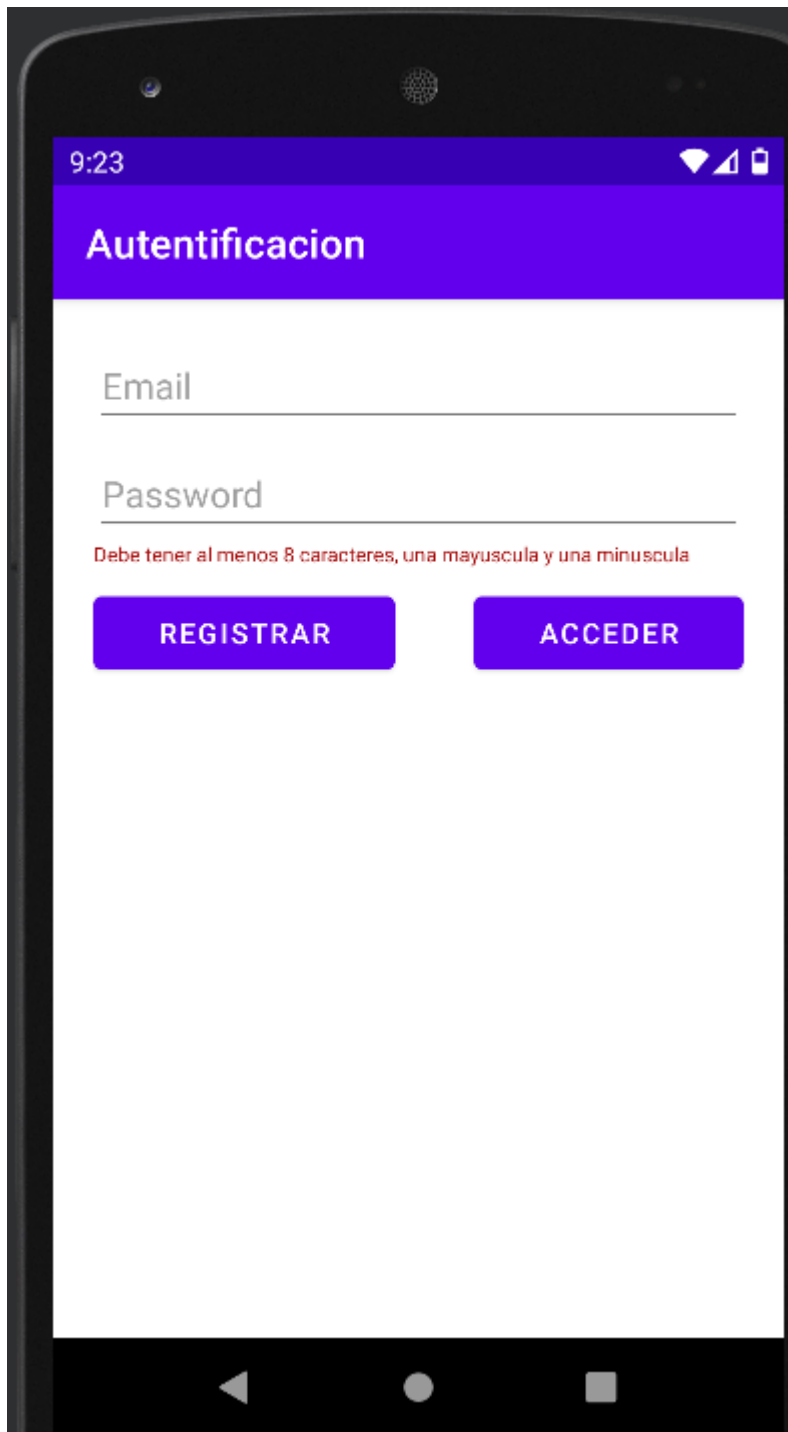 9:23
Autentificacion
Email
Password
Debe tener al menos 8 caracteres, una mayuscula y una minuscula
REGISTRAR ACCEDER